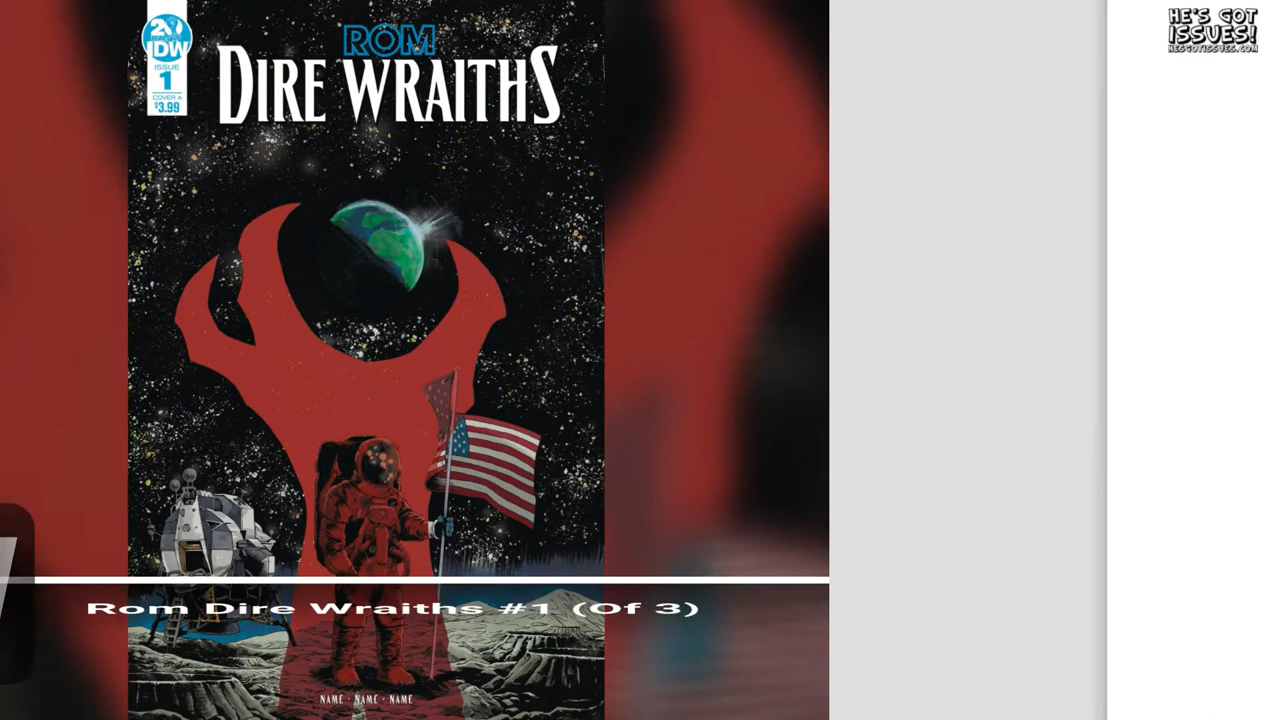 HE'S GOT
ISSUES!
HESGOTISSUES.COM
20
IDW
ISSUE
1
COVER A
$3.99
ROM
DIRE WRAITHS
Rom Dire Wraiths #1 (Of 3)
NAME · NAME · NAME